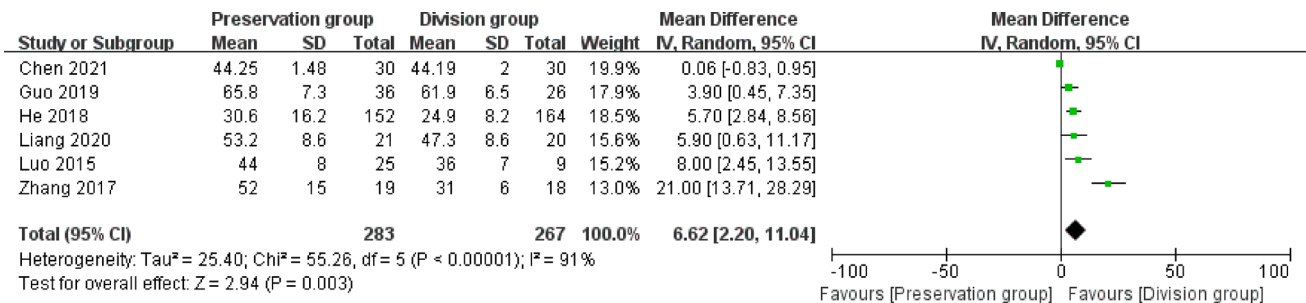 Preservation group Division group Mean Difference Mean Difference
Study or Subgroup Mean SD Total Mean SD Total Weight IV, Random, 95% CI IV, Random, 95% CI
Chen 2021 44.25 1.48 30 44.19 2 30 19.9% 0.06 [-0.83, 0.95]
Guo 2019 65.8 7.3 36 61.9 6.5 26 17.9% 3.90 [0.45, 7.35]
He 2018 30.6 16.2 152 24.9 8.2 164 18.5% 5.70 [2.84, 8.56]
Liang 2020 53.2 8.6 21 47.3 8.6 20 15.6% 5.90 [0.63, 11.17]
Luo 2015 44 8 25 36 7 9 15.2% 8.00 [2.45, 13.55]
Zhang 2017 52 15 19 31 6 18 13.0% 21.00 [13.71, 28.29]
Total (95% CI) 283 267 100.0% 6.62 [2.20, 11.04]
Heterogeneity: Tau² = 25.40; Chi² = 55.26, df = 5 (P < 0.00001); I² = 91%
Test for overall effect: Z = 2.94 (P = 0.003)
-100 -50 0 50 100
Favours [Preservation group] Favours [Division group]